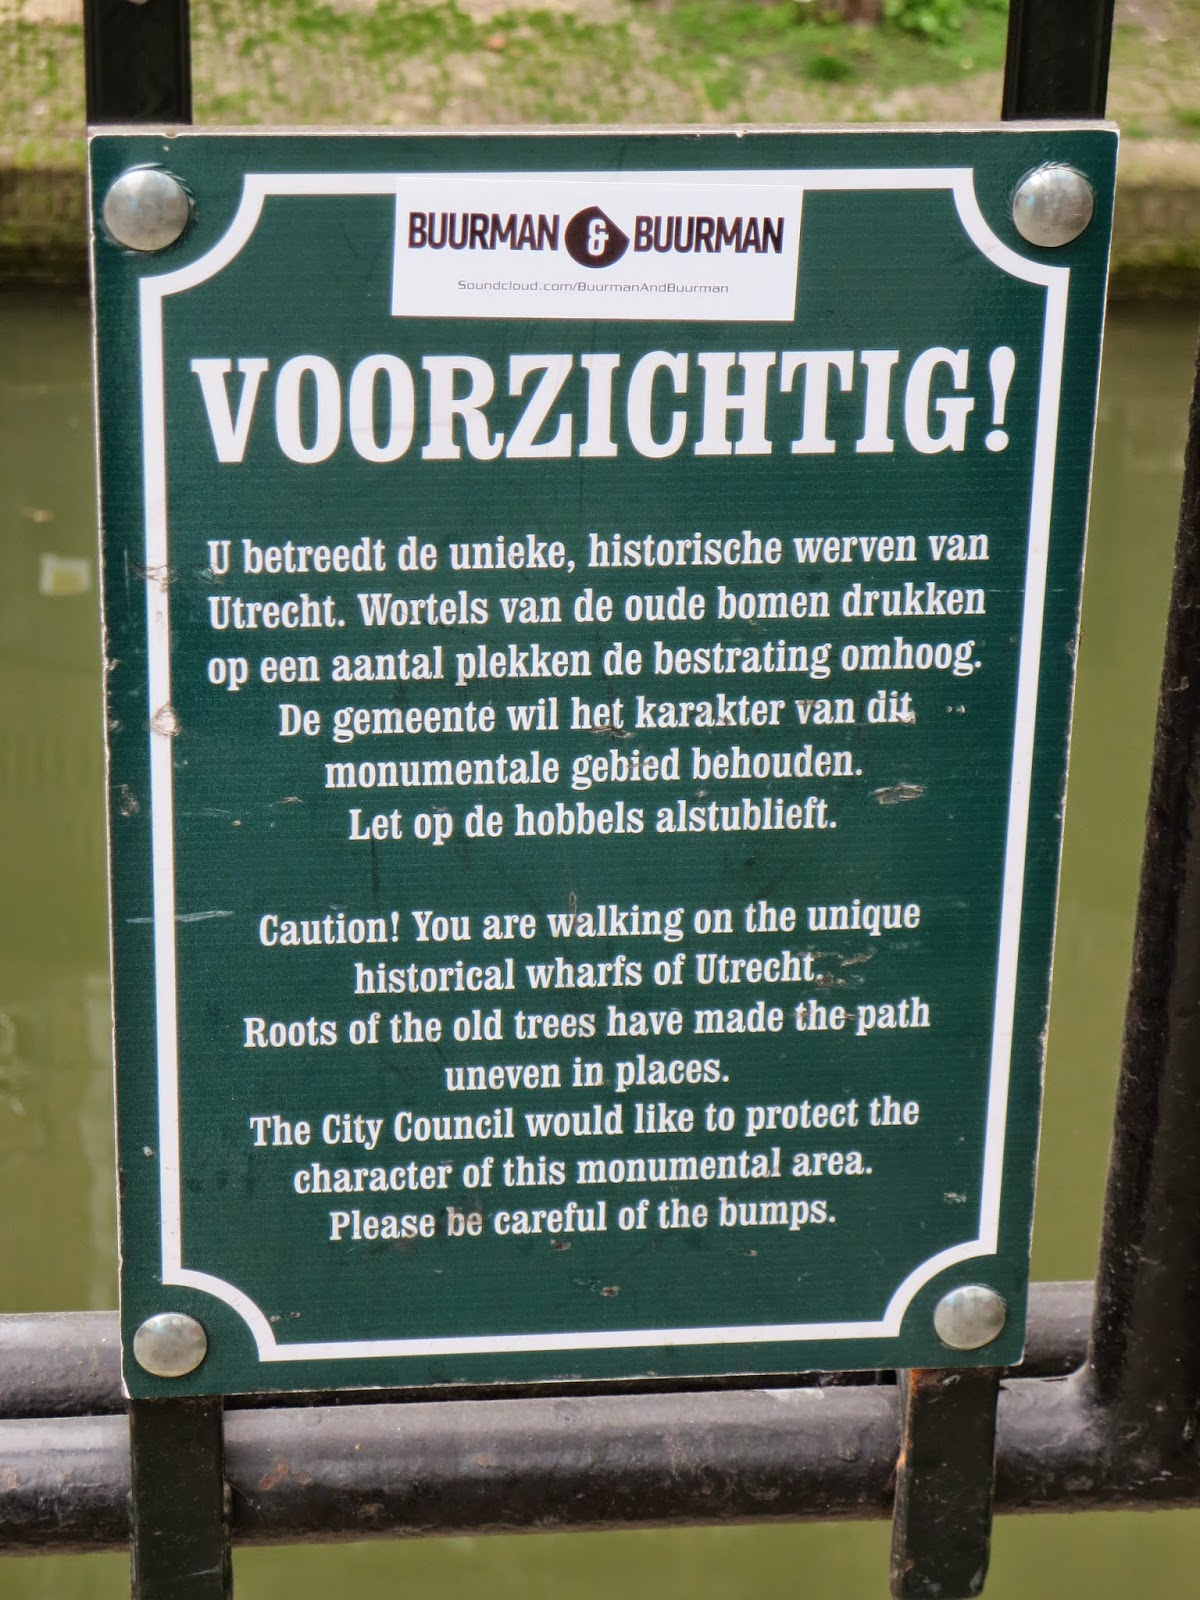 BUURMAN & BUURMAN
Soundcloud.com/BuurmanAndBuurman
VOORZICHTIG!
U betreedt de unieke, historische werven van
Utrecht. Wortels van de oude bomen drukken
op een aantal plekken de bestrating omhoog.
De gemeente wil het karakter van dit
monumentale gebied behouden.
Let op de hobbels alstublieft.
Caution! You are walking on the unique
historical wharfs of Utrecht.
Roots of the old trees have made the path
uneven in places.
The City Council would like to protect the
character of this monumental area.
Please be careful of the bumps.